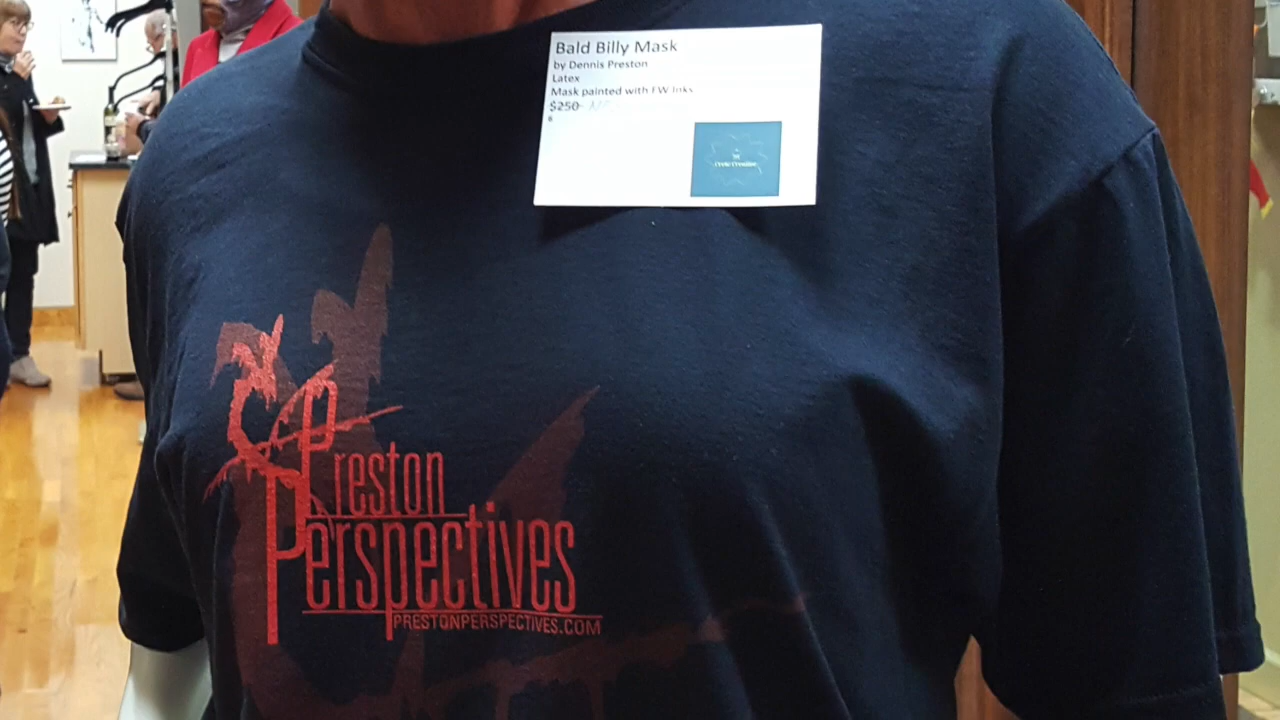 Bald Billy Mask
by Dennis Preston
Latex
Mask painted with FW Inks
$250
Preston
Perspectives
PRESTONPERSPECTIVES.COM